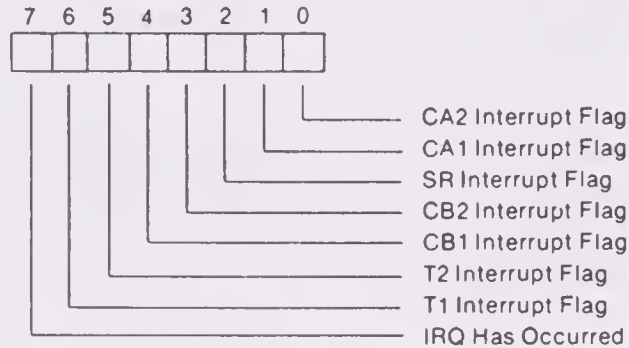 7 6 5 4 3 2 1 0
CA2 Interrupt Flag
CA1 Interrupt Flag
SR Interrupt Flag
CB2 Interrupt Flag
CB1 Interrupt Flag
T2 Interrupt Flag
T1 Interrupt Flag
IRQ Has Occurred